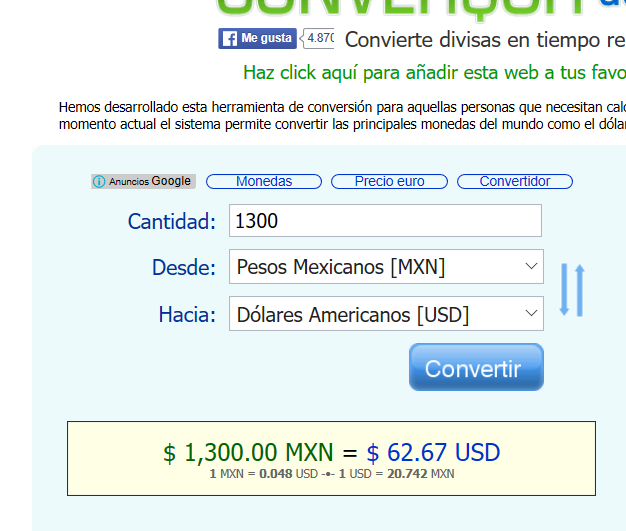 Me gusta 4.870 Convierte divisas en tiempo re
Haz click aquí para añadir esta web a tus favo
Hemos desarrollado esta herramienta de conversión para aquellas personas que necesitan calc
momento actual el sistema permite convertir las principales monedas del mundo como el dólar
Anuncios Google Monedas Precio euro Convertidor
Cantidad: 1300
Desde: Pesos Mexicanos [MXN]
Hacia: Dólares Americanos [USD]
Convertir
$ 1,300.00 MXN = $ 62.67 USD
1 MXN = 0.048 USD -•- 1 USD = 20.742 MXN